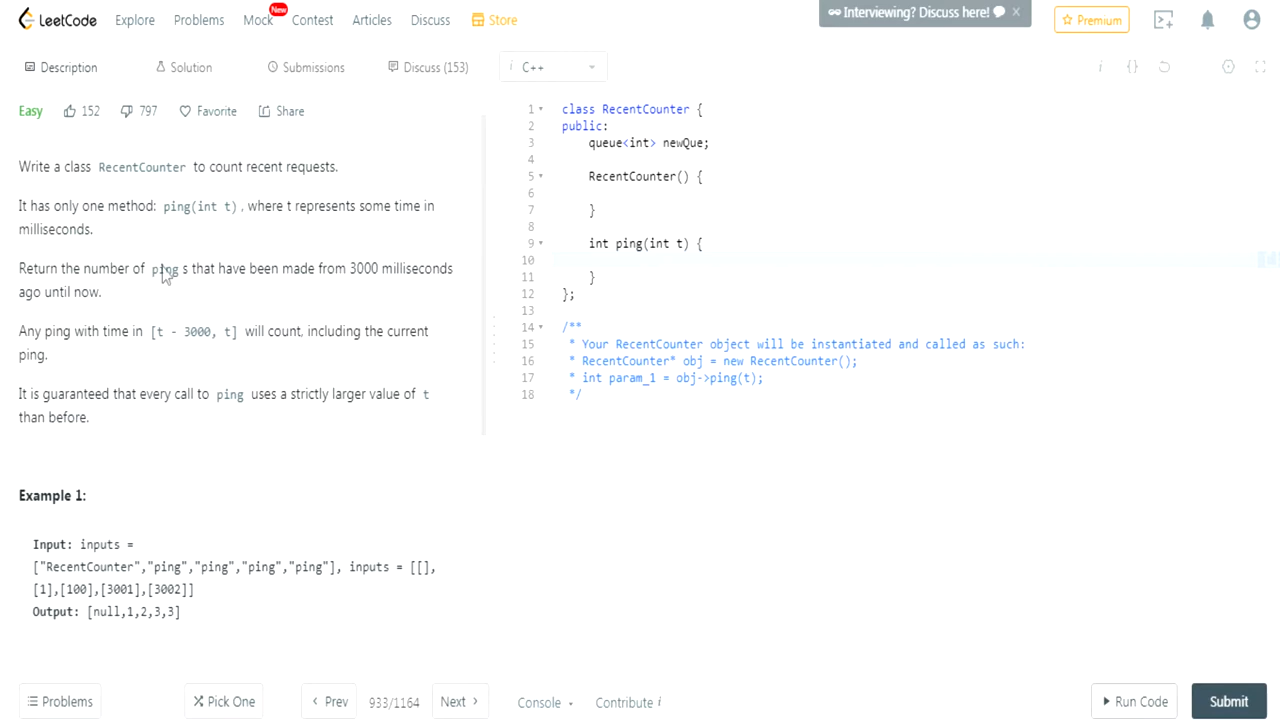 LeetCode Explore Problems Mock New Contest Articles Discuss Store Interviewing? Discuss here! x Premium
Description Solution Submissions Discuss (153) i C++ i {}
Easy 152 797 Favorite Share
Write a class RecentCounter to count recent requests.
It has only one method: ping(int t), where t represents some time in
milliseconds.
Return the number of pings that have been made from 3000 milliseconds
ago until now.
Any ping with time in [t - 3000, t] will count, including the current
ping.
It is guaranteed that every call to ping uses a strictly larger value of t
than before.
Example 1:
Input: inputs =
["RecentCounter","ping","ping","ping","ping"], inputs = [[],
[1],[100],[3001],[3002]]
Output: [null,1,2,3,3]
1 class RecentCounter {
2 public:
3 queue<int> newQue;
4
5 RecentCounter() {
6
7 }
8
9 int ping(int t) {
10
11 }
12 };
13
14 /**
15 * Your RecentCounter object will be instantiated and called as such:
16 * RecentCounter* obj = new RecentCounter();
17 * int param_1 = obj->ping(t);
18 */
Problems Pick One Prev 933/1164 Next Console Contribute i Run Code Submit